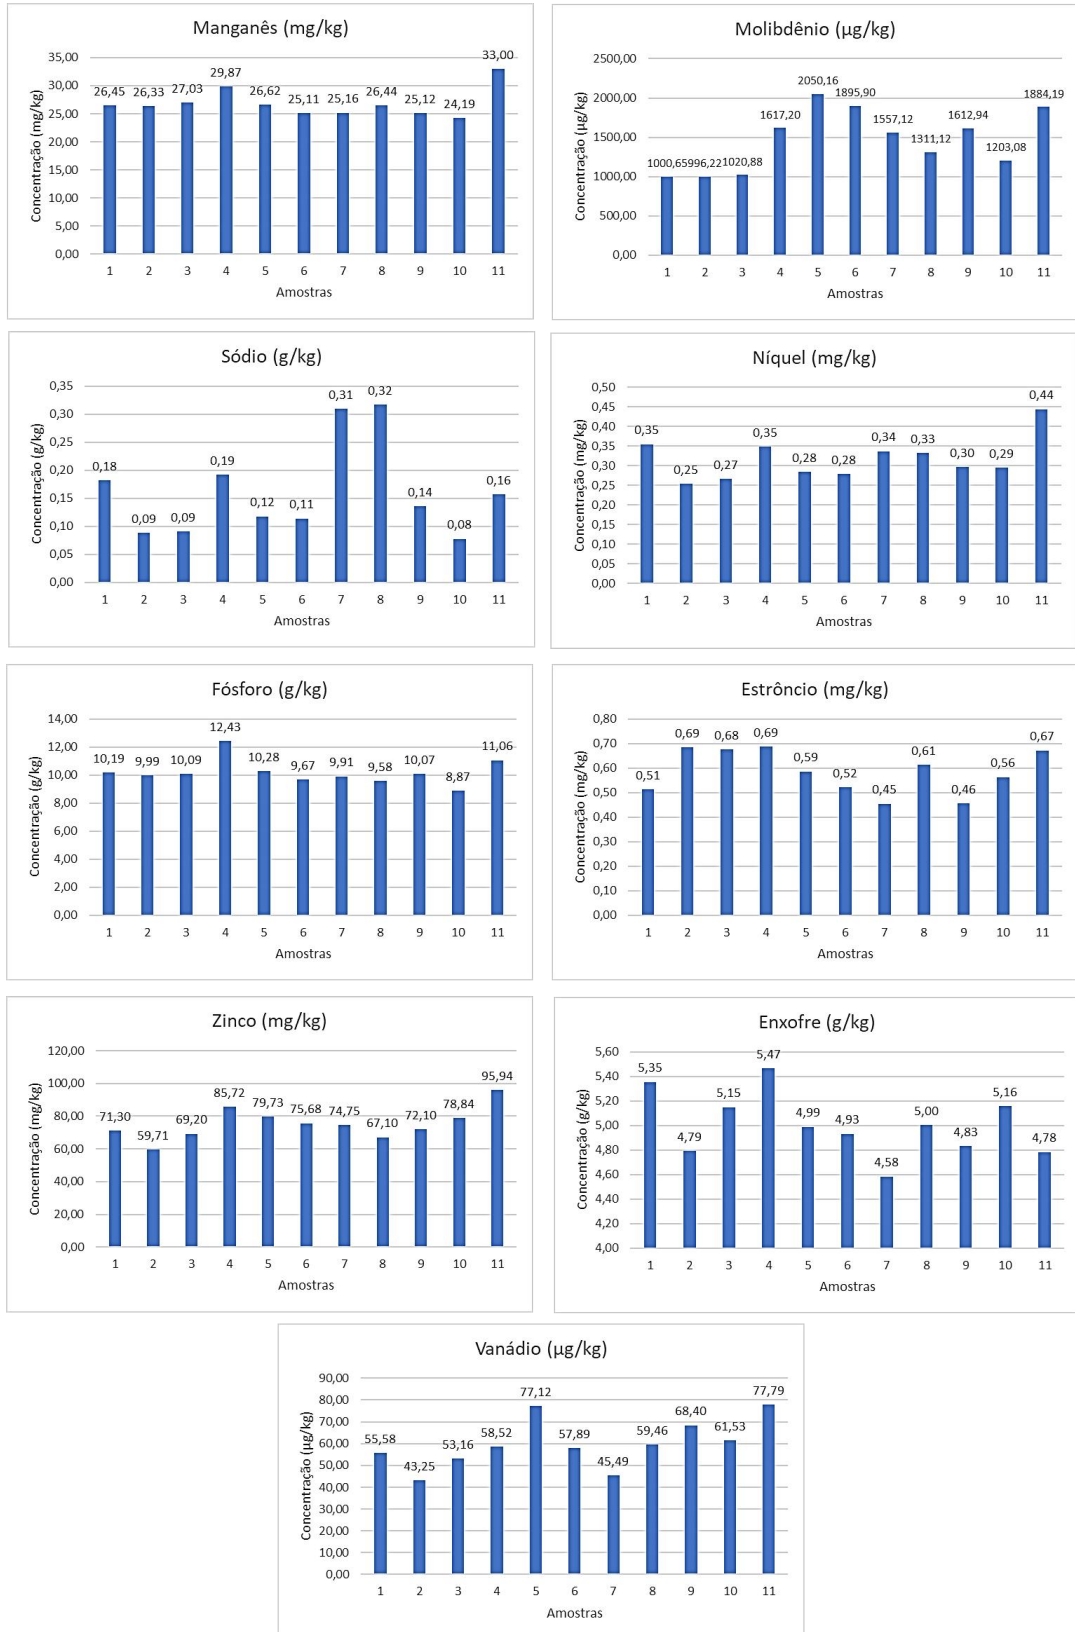 Manganês (mg/kg)
Concentração (mg/kg)
35,00
30,00
25,00
20,00
15,00
10,00
5,00
0,00
26,45 26,33 27,03 29,87 26,62 25,11 25,16 26,44 25,12 24,19 33,00
1 2 3 4 5 6 7 8 9 10 11
Amostras
Molibdênio (µg/kg)
Concentração (µg/kg)
2500,00
2000,00
1500,00
1000,00
500,00
0,00
1000,65 996,22 1020,88 1617,20 2050,16 1895,90 1557,12 1311,12 1612,94 1203,08 1884,19
1 2 3 4 5 6 7 8 9 10 11
Amostras
Sódio (g/kg)
Concentração (g/kg)
0,35
0,30
0,25
0,20
0,15
0,10
0,05
0,00
0,18 0,09 0,09 0,19 0,12 0,11 0,31 0,32 0,14 0,08 0,16
1 2 3 4 5 6 7 8 9 10 11
Amostras
Níquel (mg/kg)
Concentração (mg/kg)
0,50
0,45
0,40
0,35
0,30
0,25
0,20
0,15
0,10
0,05
0,00
0,35 0,25 0,27 0,35 0,28 0,28 0,34 0,33 0,30 0,29 0,44
1 2 3 4 5 6 7 8 9 10 11
Amostras
Fósforo (g/kg)
Concentração (g/kg)
14,00
12,00
10,00
8,00
6,00
4,00
2,00
0,00
10,19 9,99 10,09 12,43 10,28 9,67 9,91 9,58 10,07 8,87 11,06
1 2 3 4 5 6 7 8 9 10 11
Amostras
Estrôncio (mg/kg)
Concentração (mg/kg)
0,80
0,70
0,60
0,50
0,40
0,30
0,20
0,10
0,00
0,51 0,69 0,68 0,69 0,59 0,52 0,45 0,61 0,46 0,56 0,67
1 2 3 4 5 6 7 8 9 10 11
Amostras
Zinco (mg/kg)
Concentração (mg/kg)
120,00
100,00
80,00
60,00
40,00
20,00
0,00
71,30 59,71 69,20 85,72 79,73 75,68 74,75 67,10 72,10 78,84 95,94
1 2 3 4 5 6 7 8 9 10 11
Amostras
Enxofre (g/kg)
Concentração (g/kg)
5,60
5,40
5,20
5,00
4,80
4,60
4,40
4,20
4,00
5,35 4,79 5,15 5,47 4,99 4,93 4,58 5,00 4,83 5,16 4,78
1 2 3 4 5 6 7 8 9 10 11
Amostras
Vanádio (µg/kg)
Concentração (µg/kg)
90,00
80,00
70,00
60,00
50,00
40,00
30,00
20,00
10,00
0,00
55,58 43,25 53,16 58,52 77,12 57,89 45,49 59,46 68,40 61,53 77,79
1 2 3 4 5 6 7 8 9 10 11
Amostras